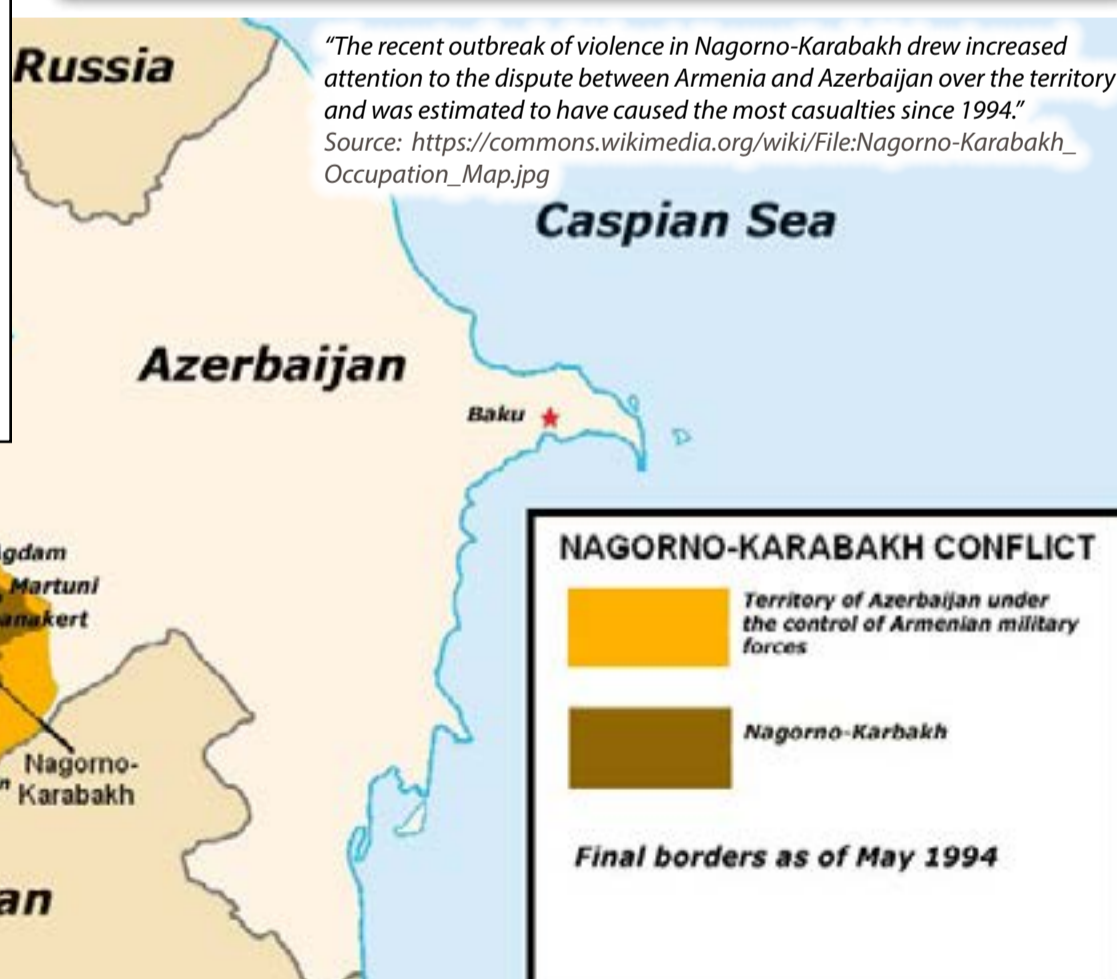 “The recent outbreak of violence in Nagorno-Karabakh drew increased
attention to the dispute between Armenia and Azerbaijan over the territory
and was estimated to have caused the most casualties since 1994.”
Source: https://commons.wikimedia.org/wiki/File:Nagorno-Karabakh_
Occupation_Map.jpg
Russia
Caspian Sea
Azerbaijan
Baku
gdam
Martuni
anakert
Nagorno-
Karabakh
an
NAGORNO-KARABAKH CONFLICT
Territory of Azerbaijan under
the control of Armenian military
forces
Nagorno-Karbakh
Final borders as of May 1994